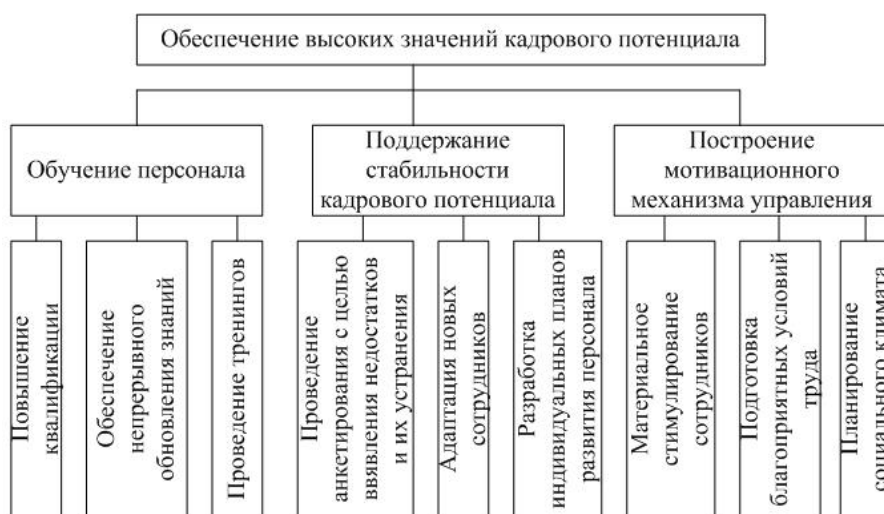 Обеспечение высоких значений кадрового потенциала
Обучение персонала
Поддержание
стабильности
кадрового потенциала
Построение
мотивационного
механизма управления
Повышение
квалификации
Обеспечение
непрерывного
обновления знаний
Проведение тренингов
Проведение
анкетирования с целью
ввявления недостатков
и их устранения
Адаптация новых
сотрудников
Разработка
индивидуальных планов
развития персонала
Материальное
стимулирование
сотрудников
Подготовка
благоприятных условий
труда
Планирование
социального климата